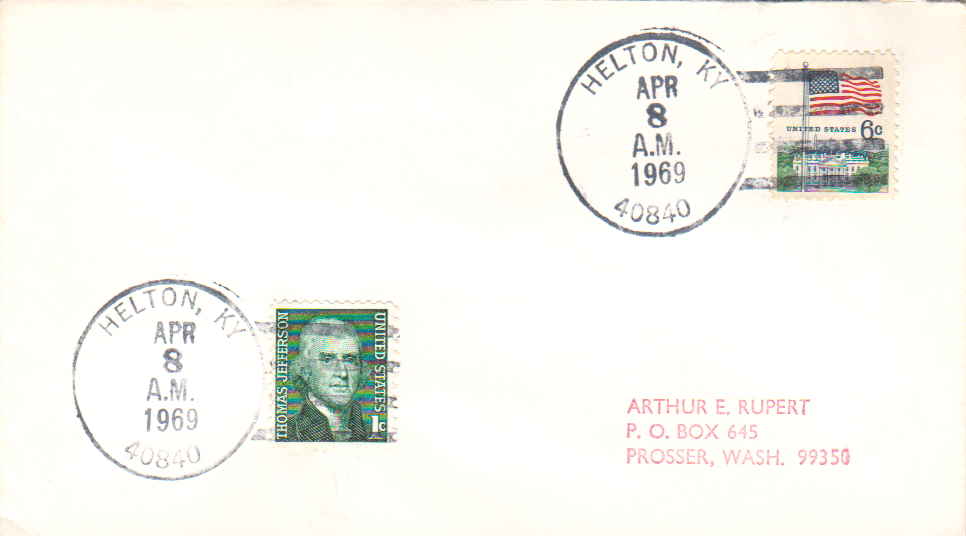 HELTON, KY
APR
8
A.M.
1969
40840
UNITED STATES 6c
HELTON, KY
APR
8
A.M.
1969
40840
THOMAS JEFFERSON
UNITED STATES
1c
ARTHUR E. RUPERT
P. O. BOX 645
PROSSER, WASH. 99350